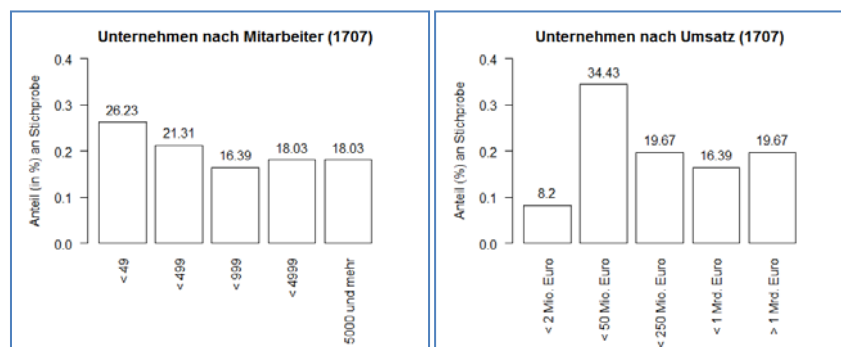 Unternehmen nach Mitarbeiter (1707)
Anteil (in %) an Stichprobe
0.4
0.3
0.2
0.1
0.0
26.23
21.31
16.39
18.03
18.03
< 49
< 499
< 999
< 4999
5000 und mehr
Unternehmen nach Umsatz (1707)
Anteil (%) an Stichprobe
0.4
0.3
0.2
0.1
0.0
8.2
34.43
19.67
16.39
19.67
< 2 Mio. Euro
< 50 Mio. Euro
< 250 Mio. Euro
< 1 Mrd. Euro
> 1 Mrd. Euro